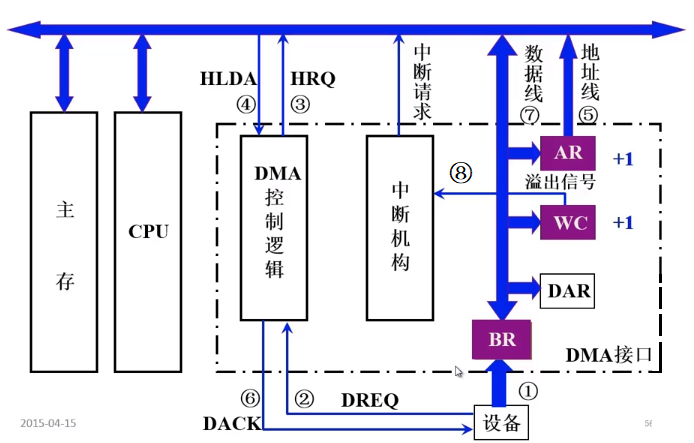 HLDA
④
HRQ
③
中断请求
数据线
⑦
地址线
⑤
主存
CPU
DMA
控制逻辑
中断机构
⑧
AR
+1
溢出信号
WC
+1
DAR
BR
DMA接口
⑥
②
DREQ
①
DACK
设备
2015-04-15